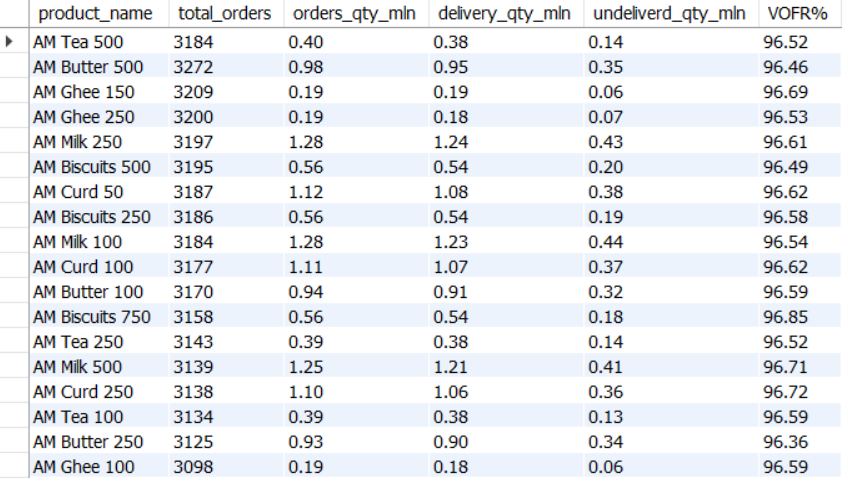 product_name total_orders orders_qty_mln delivery_qty_mln undeliverd_qty_mln VOFR%
AM Tea 500 3184 0.40 0.38 0.14 96.52
AM Butter 500 3272 0.98 0.95 0.35 96.46
AM Ghee 150 3209 0.19 0.19 0.06 96.69
AM Ghee 250 3200 0.19 0.18 0.07 96.53
AM Milk 250 3197 1.28 1.24 0.43 96.61
AM Biscuits 500 3195 0.56 0.54 0.20 96.49
AM Curd 50 3187 1.12 1.08 0.38 96.62
AM Biscuits 250 3186 0.56 0.54 0.19 96.58
AM Milk 100 3184 1.28 1.23 0.44 96.54
AM Curd 100 3177 1.11 1.07 0.37 96.62
AM Butter 100 3170 0.94 0.91 0.32 96.59
AM Biscuits 750 3158 0.56 0.54 0.18 96.85
AM Tea 250 3143 0.39 0.38 0.14 96.52
AM Milk 500 3139 1.25 1.21 0.41 96.71
AM Curd 250 3138 1.10 1.06 0.36 96.72
AM Tea 100 3134 0.39 0.38 0.13 96.59
AM Butter 250 3125 0.93 0.90 0.34 96.36
AM Ghee 100 3098 0.19 0.18 0.06 96.59